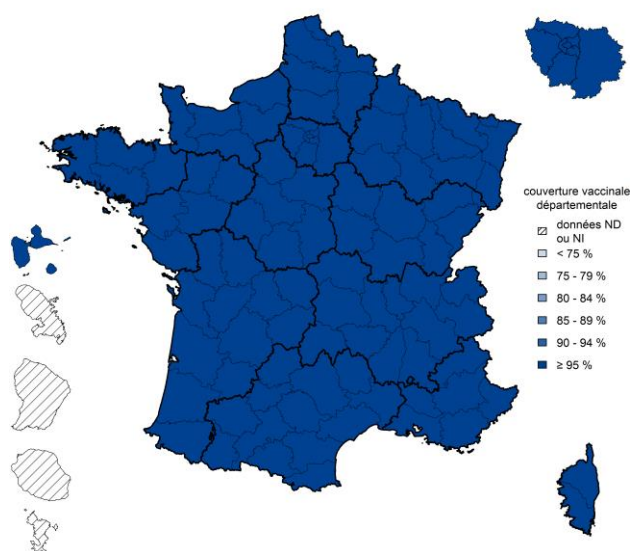 couverture vaccinale
départementale
données ND
ou NI
< 75 %
75 - 79 %
80 - 84 %
85 - 89 %
90 - 94 %
≥ 95 %